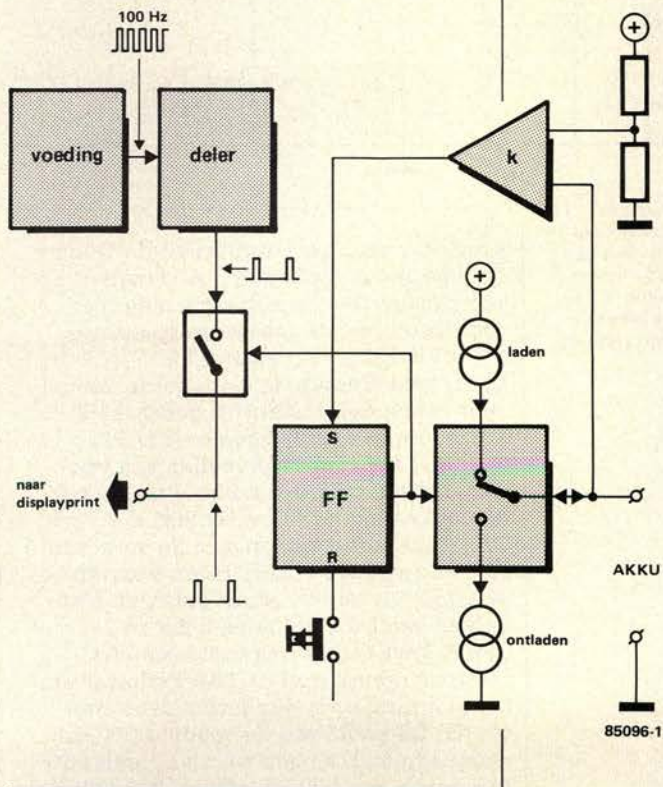 100 Hz
voeding
deler
k
laden
S
FF
R
naar
displayprint
AKKU
ontladen
85096-1